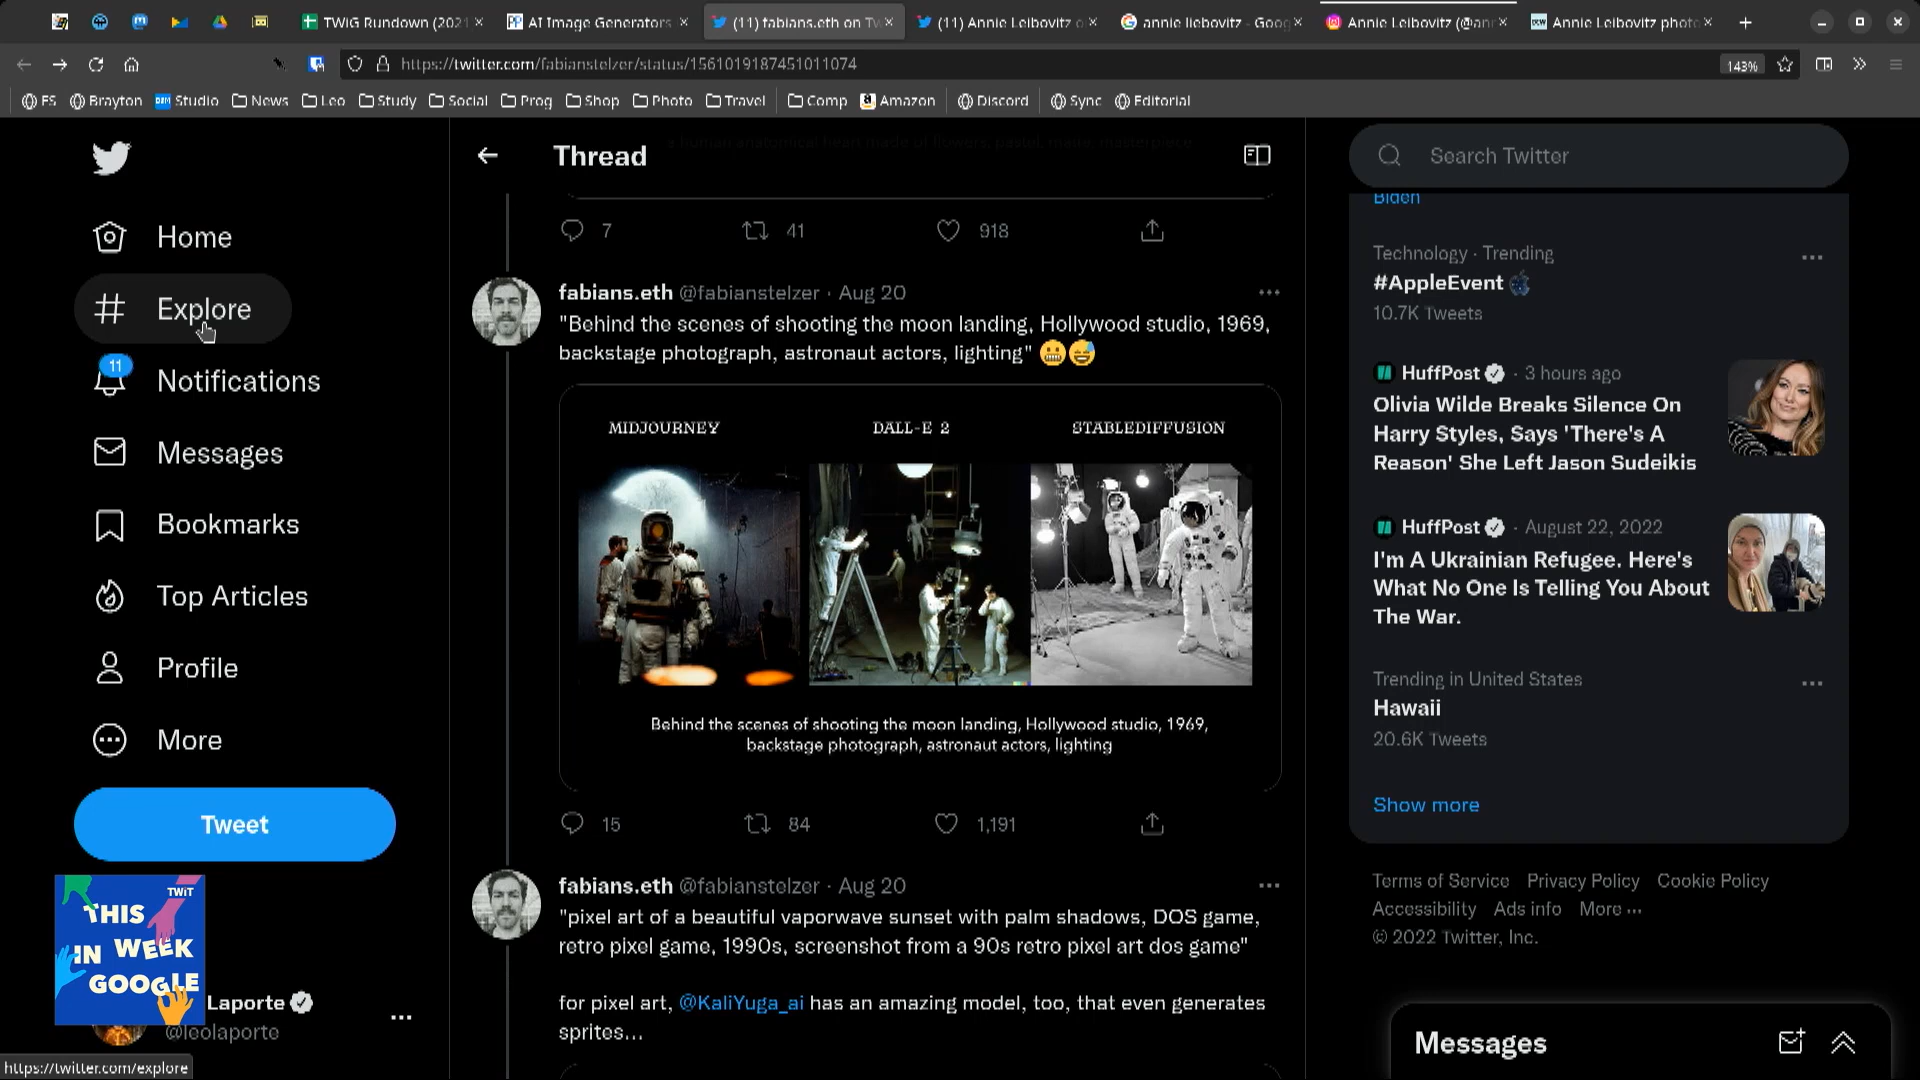 TWiG Rundown (2021
AI Image Generators
(11) fabians.eth on Tw
(11) Annie Leibovitz o
annie liebovitz - Goog
Annie Leibovitz (@ann
Annie Leibovitz photo
https://twitter.com/fabianstelzer/status/1561019187451011074
143%
FS
Brayton
Studio
News
Leo
Study
Social
Prog
Shop
Photo
Travel
Comp
Amazon
Discord
Sync
Editorial
Home
Explore
11
Notifications
Messages
Bookmarks
Top Articles
Profile
More
Tweet
TWiT
THIS
IN WEEK
GOOGLE
Laporte
@leolaporte
https://twitter.com/explore
Thread
7
41
918
fabians.eth @fabianstelzer · Aug 20
"Behind the scenes of shooting the moon landing, Hollywood studio, 1969,
backstage photograph, astronaut actors, lighting" 😬😅
MIDJOURNEY
DALL-E 2
STABLEDIFFUSION
Behind the scenes of shooting the moon landing, Hollywood studio, 1969,
backstage photograph, astronaut actors, lighting
15
84
1,191
fabians.eth @fabianstelzer · Aug 20
"pixel art of a beautiful vaporwave sunset with palm shadows, DOS game,
retro pixel game, 1990s, screenshot from a 90s retro pixel art dos game"
for pixel art, @KaliYuga_ai has an amazing model, too, that even generates
sprites...
Search Twitter
Biden
Technology · Trending
#AppleEvent
10.7K Tweets
HuffPost · 3 hours ago
Olivia Wilde Breaks Silence On
Harry Styles, Says 'There's A
Reason' She Left Jason Sudeikis
HuffPost · August 22, 2022
I'm A Ukrainian Refugee. Here's
What No One Is Telling You About
The War.
Trending in United States
Hawaii
20.6K Tweets
Show more
Terms of Service Privacy Policy Cookie Policy
Accessibility Ads info More ···
© 2022 Twitter, Inc.
Messages